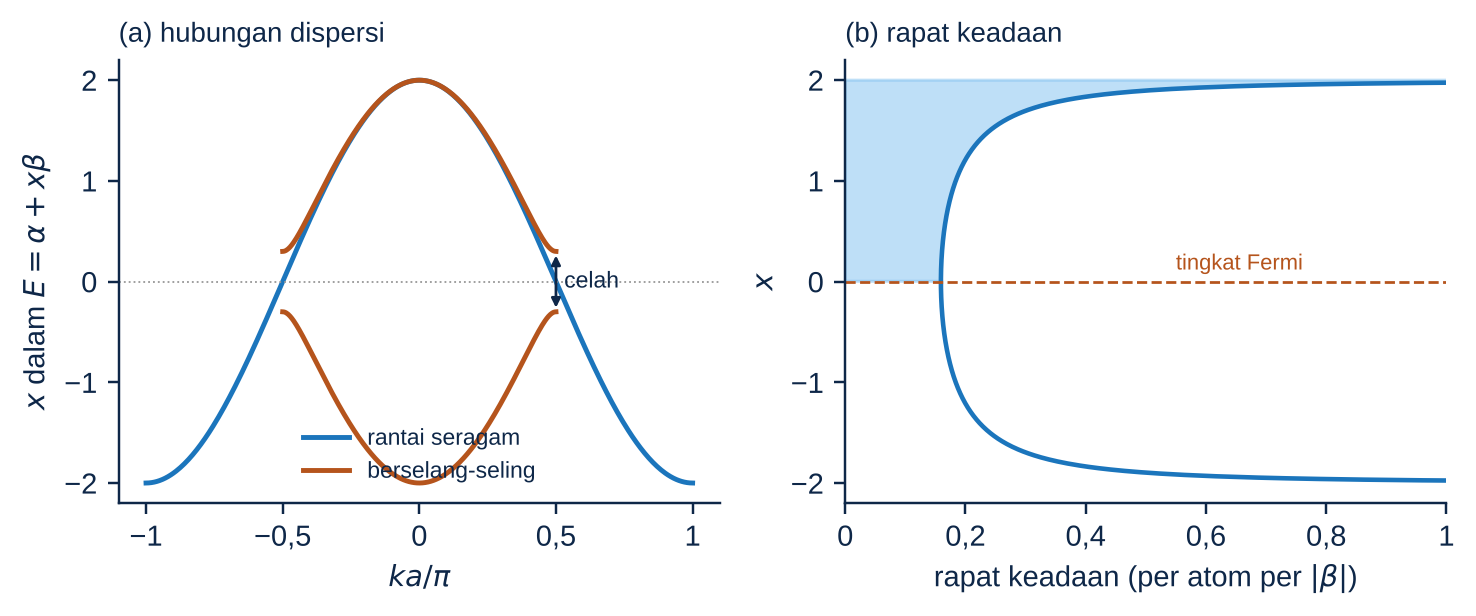 (a) hubungan dispersi
x dalam E = α + xβ
2
1
0
−1
−2
celah
rantai seragam
berselang-seling
−1
−0,5
0
0,5
1
ka/π
(b) rapat keadaan
x
2
1
0
−1
−2
tingkat Fermi
0
0,2
0,4
0,6
0,8
1
rapat keadaan (per atom per |β|)